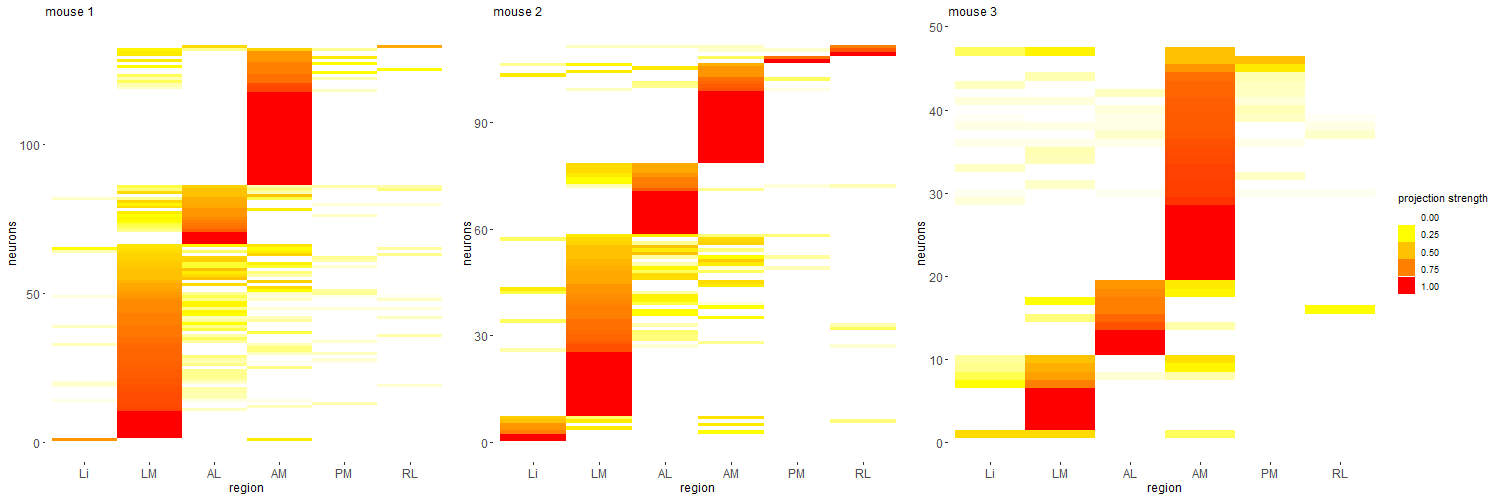 mouse 1
neurons
100
50
0
Li LM AL AM PM RL
region
mouse 2
neurons
90
60
30
0
Li LM AL AM PM RL
region
mouse 3
neurons
50
40
30
20
10
0
Li LM AL AM PM RL
region
projection strength
0.00
0.25
0.50
0.75
1.00